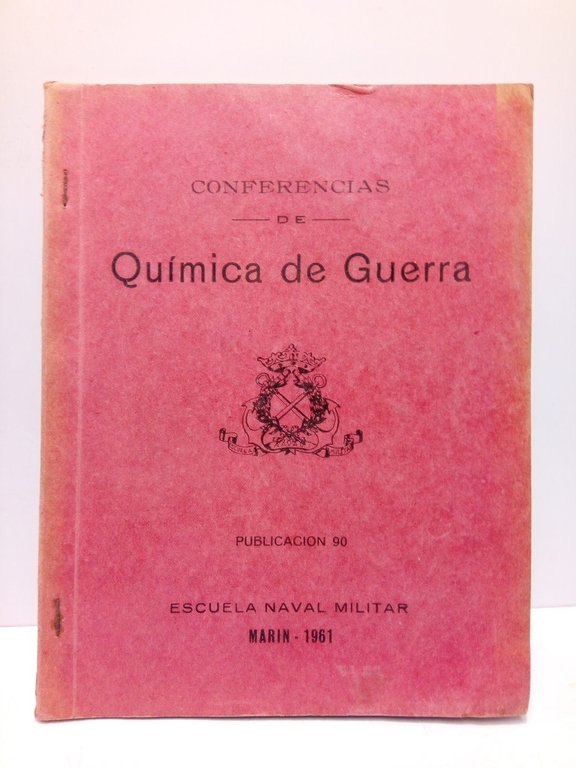 CONFERENCIAS
DE
Química de Guerra
PUBLICACION 90
ESCUELA NAVAL MILITAR
MARIN - 1961